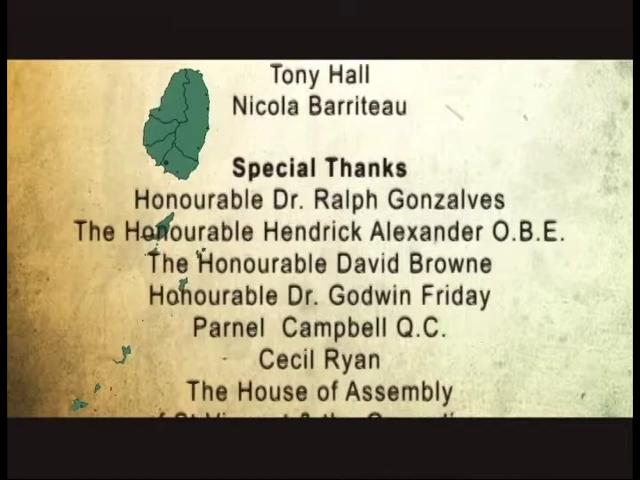 Tony Hall
Nicola Barriteau
Special Thanks
Honourable Dr. Ralph Gonzalves
The Honourable Hendrick Alexander O.B.E.
The Honourable David Browne
Honourable Dr. Godwin Friday
Parnel Campbell Q.C.
Cecil Ryan
The House of Assembly